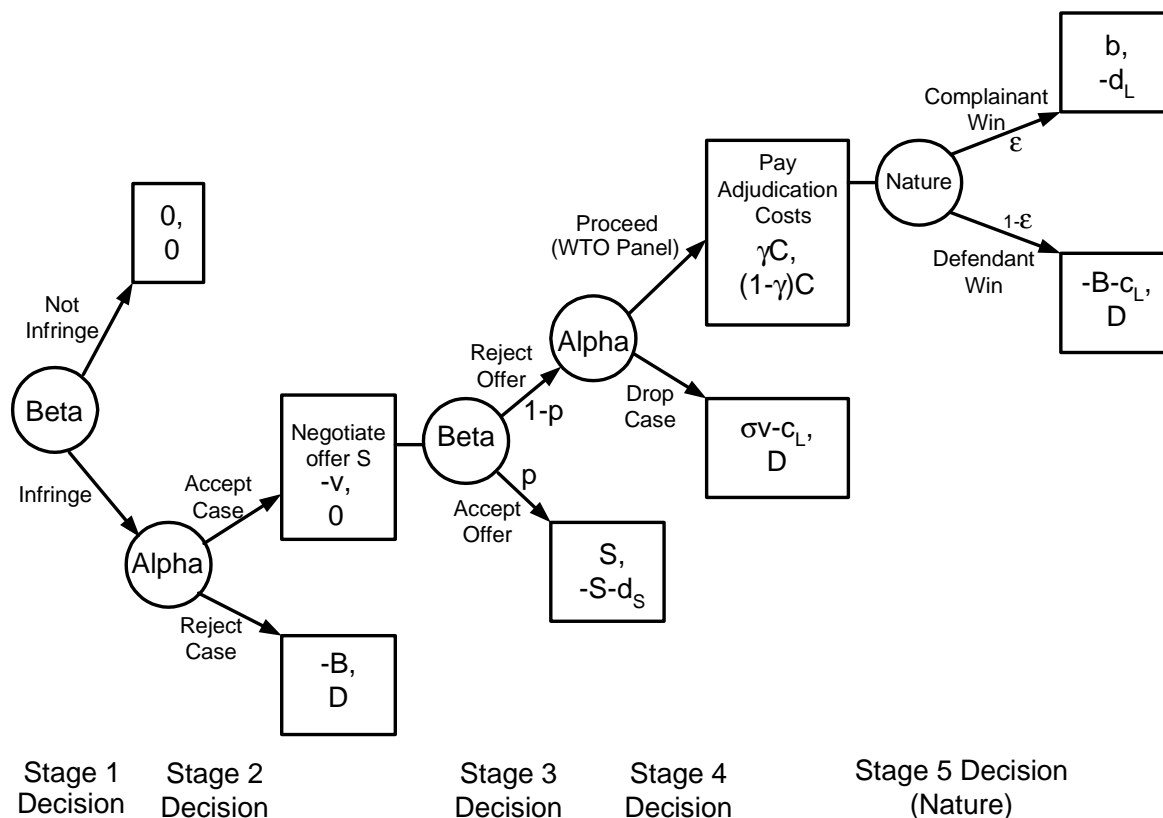 0,
0
Not
Infringe
Beta
Infringe
Alpha
Accept
Case
Reject
Case
Negotiate
offer S
-v,
0
-B,
D
Beta
Reject
Offer
1-p
p
Accept
Offer
S,
-S-d_S
Alpha
Proceed
(WTO Panel)
Drop
Case
σv-c_L,
D
Pay
Adjudication
Costs
γC,
(1-γ)C
Nature
Complainant
Win
ε
b,
-d_L
1-ε
Defendant
Win
-B-c_L,
D
Stage 1
Decision
Stage 2
Decision
Stage 3
Decision
Stage 4
Decision
Stage 5 Decision
(Nature)